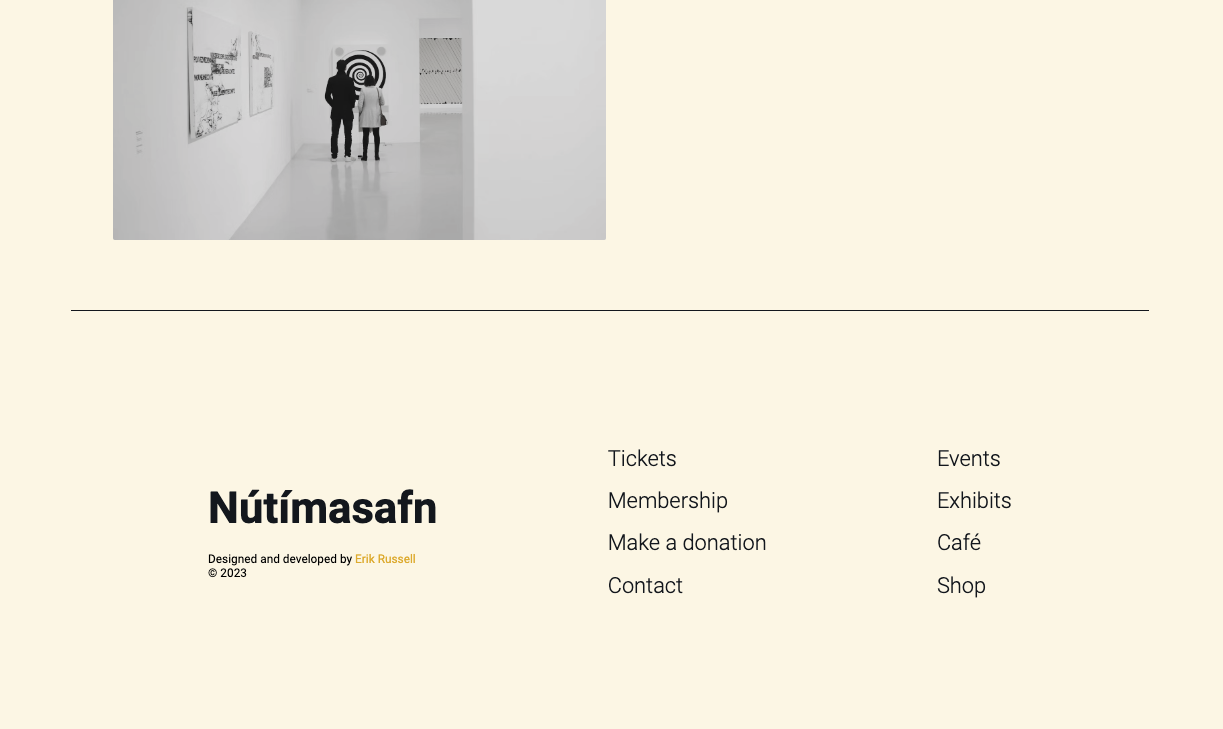 Nútímasafn
Designed and developed by Erik Russell
© 2023
Tickets
Membership
Make a donation
Contact
Events
Exhibits
Café
Shop